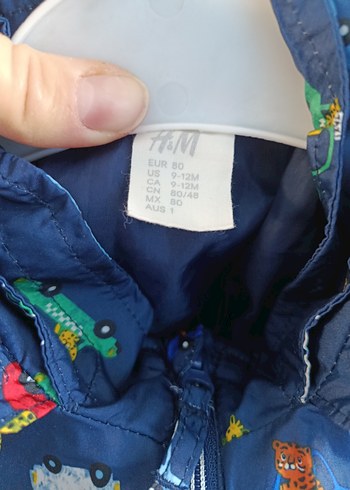 H&M
EUR 80
US 9-12M
CA 9-12M
CN 80/48
MX 80
AUS 1